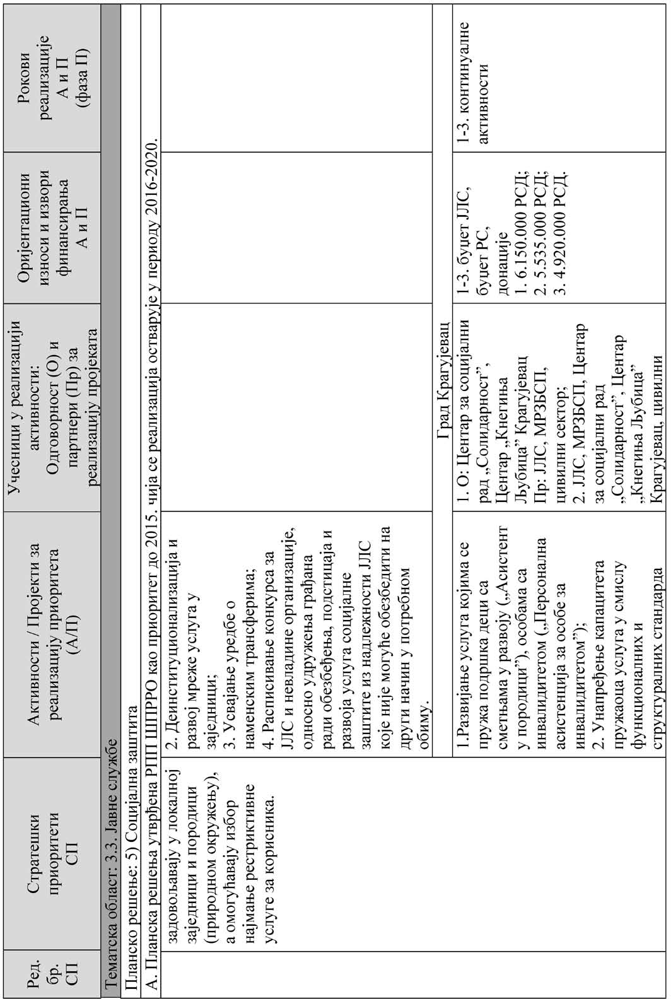 Ред.
бр.
СП
Стратешки
приоритети
СП
Активности / Пројекти за
реализацију приоритета
(А/П)
Учесници у реализацији
активности:
Одговорност (О) и
партнери (Пр) за
реализацију пројеката
Оријентациони
износи и извори
финансирања
А и П
Рокови
реализације
А и П
(фаза П)
Тематска област: 3.3. Јавне службе
Планско решење: 5) Социјална заштита
А. Планска решења утврђена РПП ШПРРО као приоритет до 2015. чија се реализација остварује у периоду 2016-2020.
задовољавају у локалној
заједници и породици
(природном окружењу),
а омогућавају избор
најмање рестриктивне
услуге за корисника.
2. Деинституционализација и
развој мреже услуга у
заједници;
3. Усвајање уредбе о
наменским трансферима;
4. Расписивање конкурса за
ЈЛС и невладине организације,
односно удружења грађана
ради обезбеђења, подстицаја и
развоја услуга социјалне
заштите из надлежности ЈЛС
које није могуће обезбедити на
други начин у потребном
обиму.
Град Крагујевац
1.Развијање услуга којима се
пружа подршка деци са
сметњама у развоју („Асистент
у породици”), особама са
инвалидитетом („Персонална
асистенција за особе за
инвалидитетом”);
2. Унапређење капацитета
пружаоца услуга у смислу
функционалних и
структуралних стандарда
1. О: Центар за социјални
рад „Солидарност”,
Центар „Кнегиња
Љубица” Крагујевац
Пр: ЈЛС, МРЗБСП,
цивилни сектор;
2. ЈЛС, МРЗБСП, Центар
за социјални рад
„Солидарност”, Центар
„Кнегиња Љубица”
Крагујевац, цивилни
1-3. буџет ЈЛС,
буџет РС,
донације
1. 6.150.000 РСД;
2. 5.535.000 РСД;
3. 4.920.000 РСД.
1-3. континуалне
активности